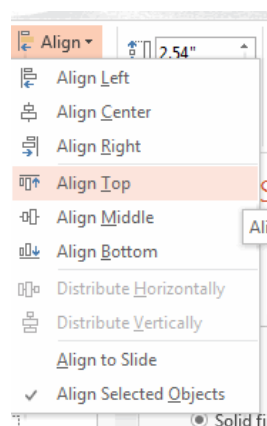 Align
2.54"
Align Left
Align Center
Align Right
Align Top
Align Middle
Align Bottom
Distribute Horizontally
Distribute Vertically
Align to Slide
Align Selected Objects
Solid